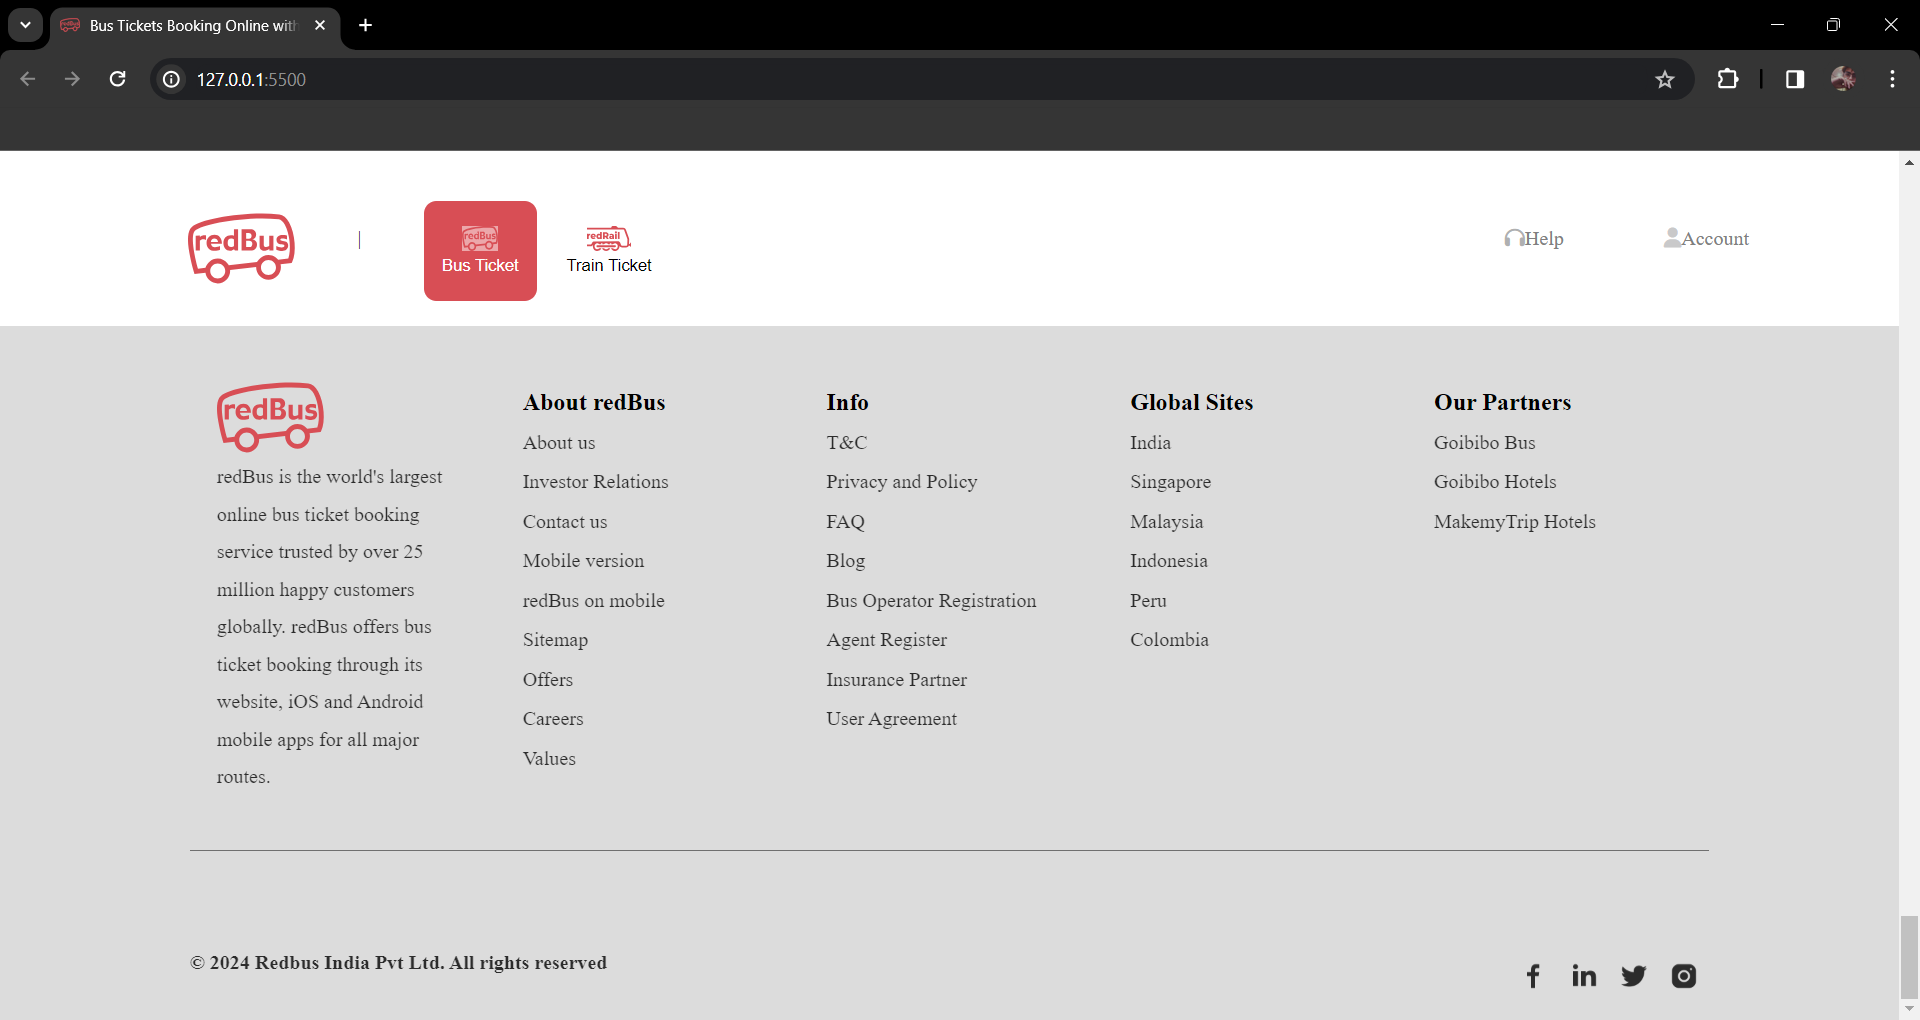 Bus Tickets Booking Online with
127.0.0.1:5500
redBus
|
redBus
Bus Ticket
redRail
Train Ticket
Help
Account
redBus
redBus is the world's largest
online bus ticket booking
service trusted by over 25
million happy customers
globally. redBus offers bus
ticket booking through its
website, iOS and Android
mobile apps for all major
routes.
About redBus
About us
Investor Relations
Contact us
Mobile version
redBus on mobile
Sitemap
Offers
Careers
Values
Info
T&C
Privacy and Policy
FAQ
Blog
Bus Operator Registration
Agent Register
Insurance Partner
User Agreement
Global Sites
India
Singapore
Malaysia
Indonesia
Peru
Colombia
Our Partners
Goibibo Bus
Goibibo Hotels
MakemyTrip Hotels
© 2024 Redbus India Pvt Ltd. All rights reserved